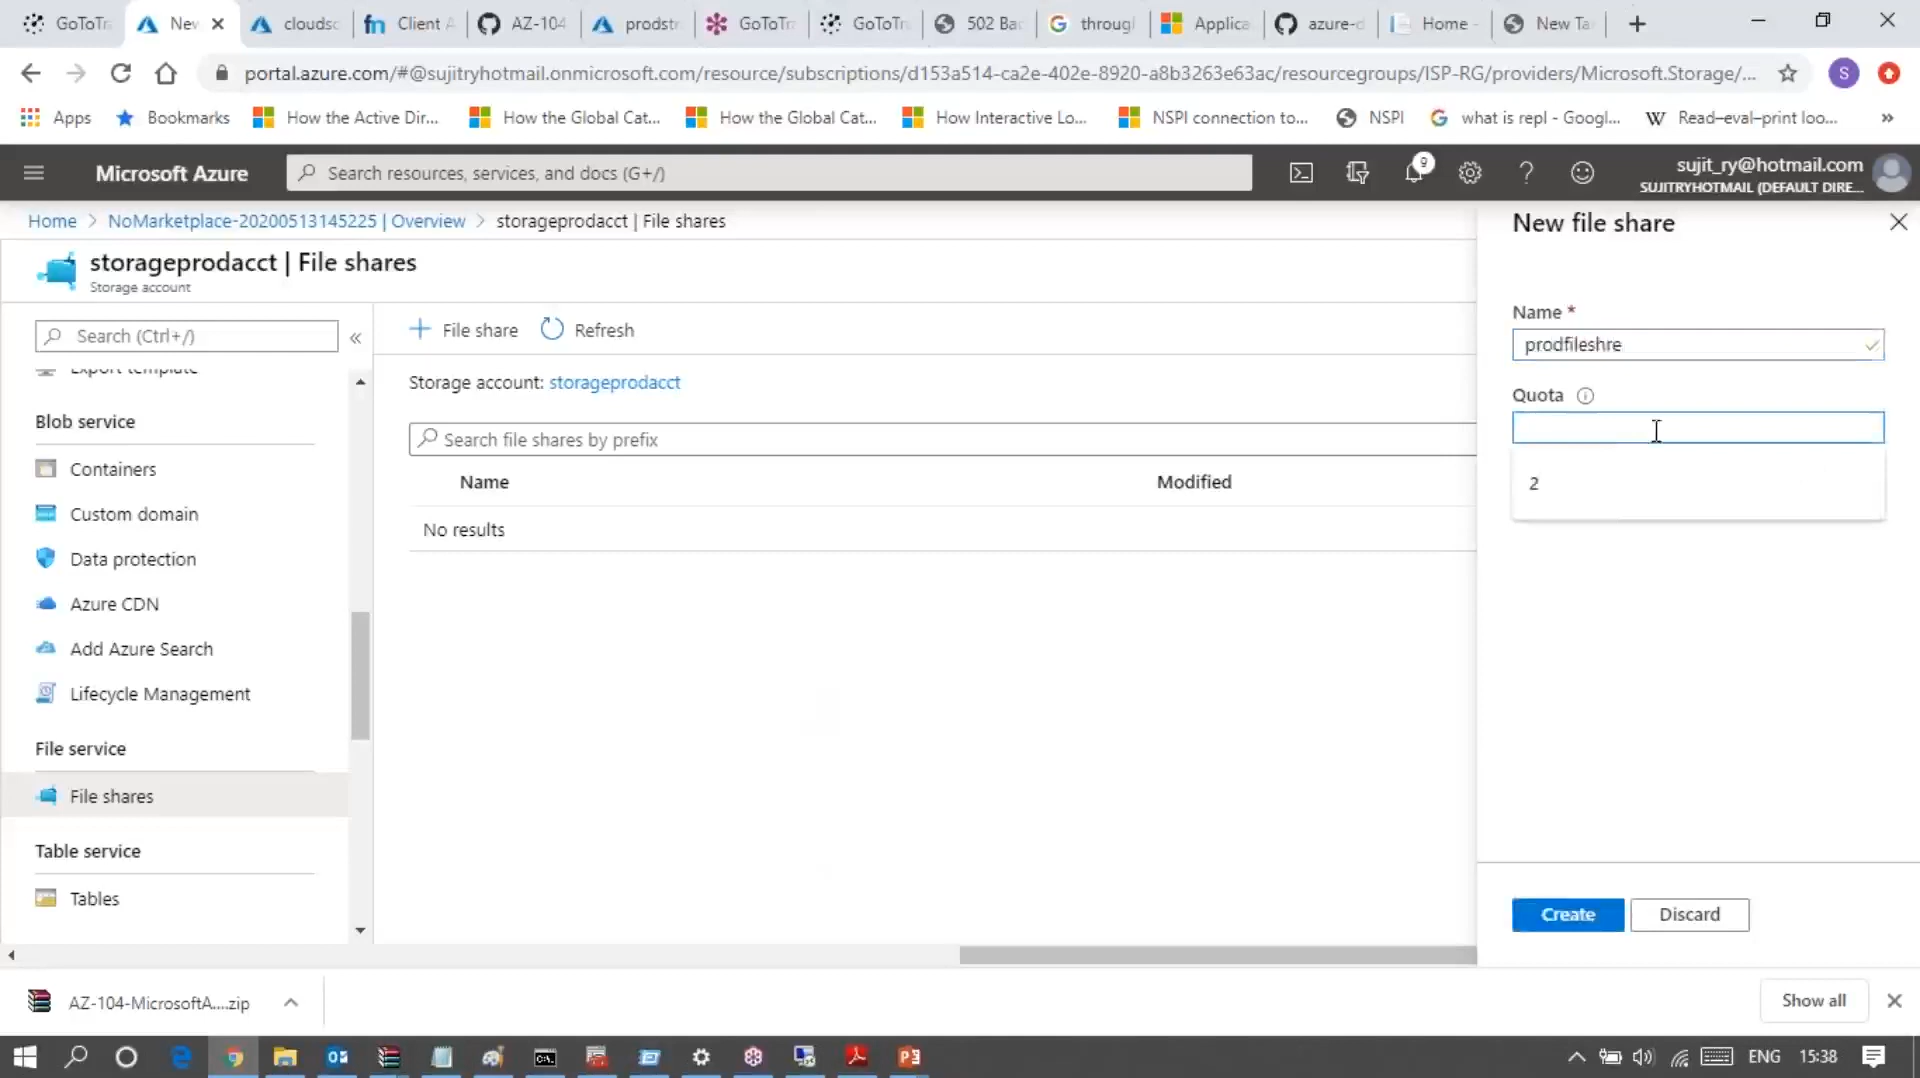 GoToTra
New
cloudsc
Client A
AZ-104
prodstr
GoToTr
GoToTr
502 Ba
throug
Applica
azure-d
Home -
New Ta
portal.azure.com/#@sujitryhotmail.onmicrosoft.com/resource/subscriptions/d153a514-ca2e-402e-8920-a8b3263e63ac/resourcegroups/ISP-RG/providers/Microsoft.Storage/...
S
Apps
Bookmarks
How the Active Dir...
How the Global Cat...
How the Global Cat...
How Interactive Lo...
NSPI connection to...
NSPI
what is repl - Googl...
Read–eval–print loo...
»
Microsoft Azure
Search resources, services, and docs (G+/)
9
sujit_ry@hotmail.com
SUJITRYHOTMAIL (DEFAULT DIRE...
Home > NoMarketplace-20200513145225 | Overview > storageprodacct | File shares
storageprodacct | File shares
Storage account
Search (Ctrl+/)
«
Export template
Blob service
Containers
Custom domain
Data protection
Azure CDN
Add Azure Search
Lifecycle Management
File service
File shares
Table service
Tables
File share
Refresh
Storage account: storageprodacct
Search file shares by prefix
Name
Modified
No results
New file share
Name *
prodfileshre
Quota
2
Create
Discard
AZ-104-MicrosoftA....zip
Show all
ENG
15:38